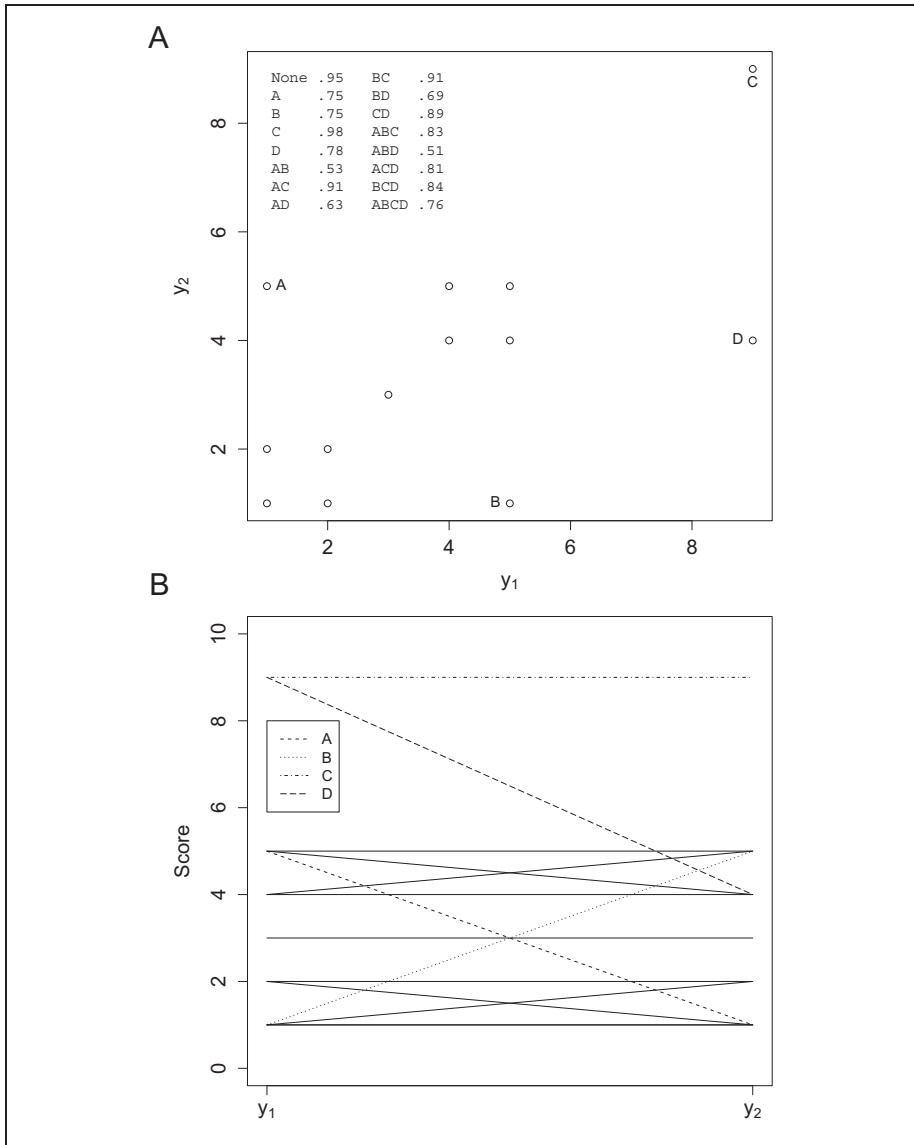 A
None .95 BC .91
A .75 BD .69
B .75 CD .89
C .98 ABC .83
D .78 ABD .51
AB .53 ACD .81
AC .91 BCD .84
AD .63 ABCD .76
C
A
D
B
8
6
4
2
y2
2 4 6 8
y1
B
10
8
6
4
2
0
Score
A
B
C
D
y1 y2